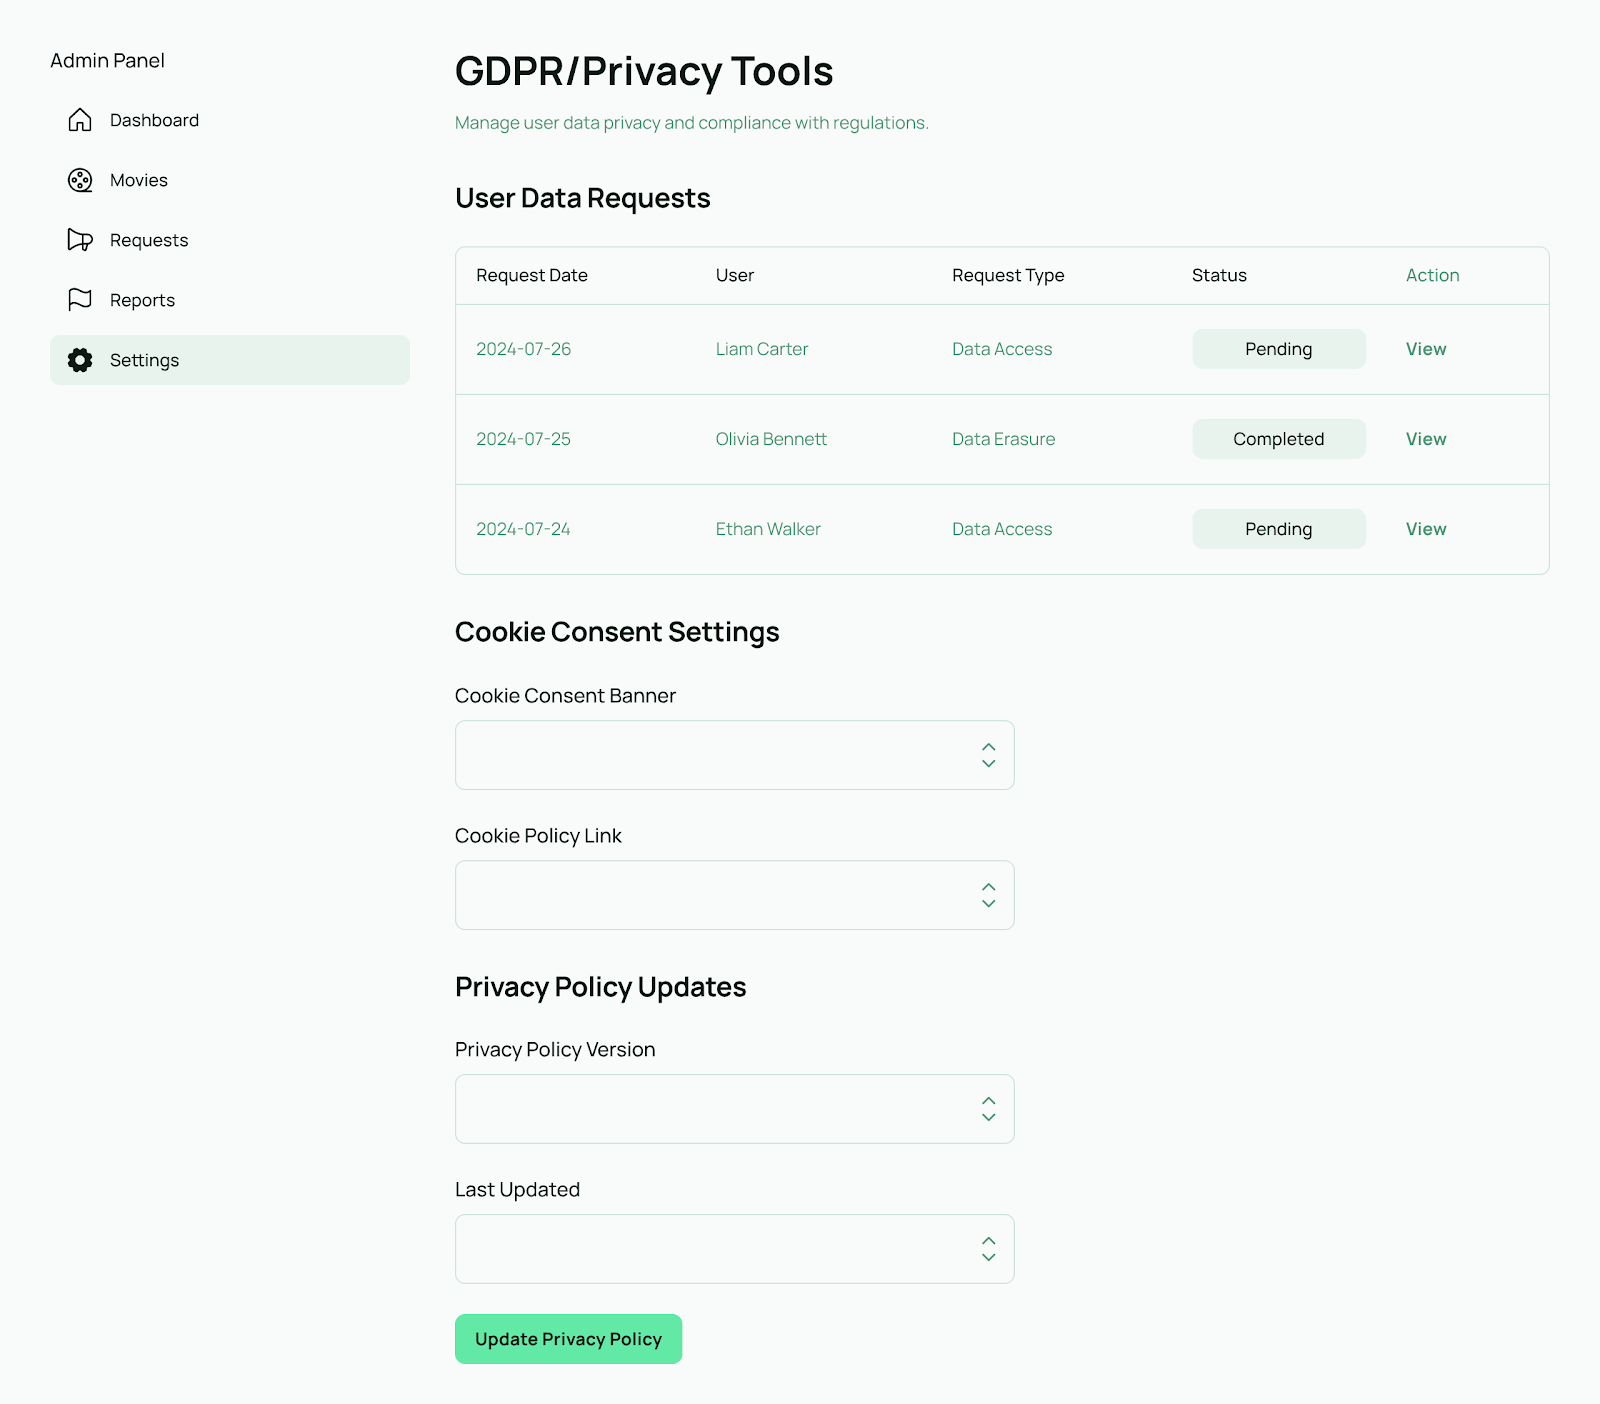 Admin Panel
Dashboard
Movies
Requests
Reports
Settings
GDPR/Privacy Tools
Manage user data privacy and compliance with regulations.
User Data Requests
Request Date User Request Type Status Action
2024-07-26 Liam Carter Data Access Pending View
2024-07-25 Olivia Bennett Data Erasure Completed View
2024-07-24 Ethan Walker Data Access Pending View
Cookie Consent Settings
Cookie Consent Banner
Cookie Policy Link
Privacy Policy Updates
Privacy Policy Version
Last Updated
Update Privacy Policy